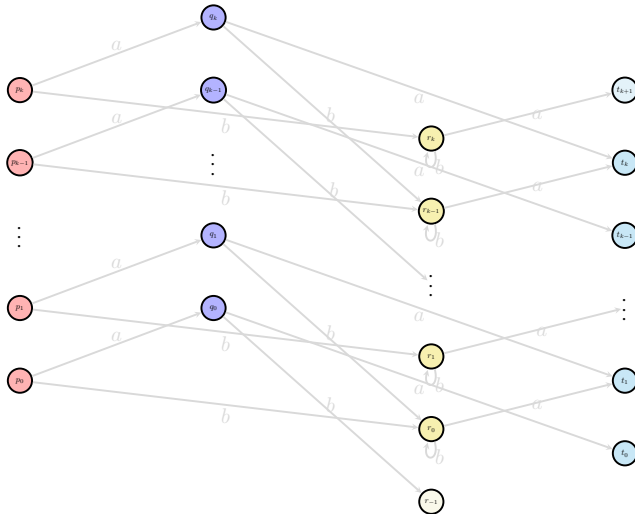 q_k
a
p_k
q_{k-1}
a
t_{k+1}
a
b
b
r_k
a
p_{k-1}
⋮
a
b
t_k
b
b
r_{k-1}
a
⋮
q_1
b
t_{k-1}
a
⋮
p_1
q_0
a
⋮
a
b
b
r_1
a
p_0
a
b
t_1
b
b
r_0
a
b
t_0
r_{-1}